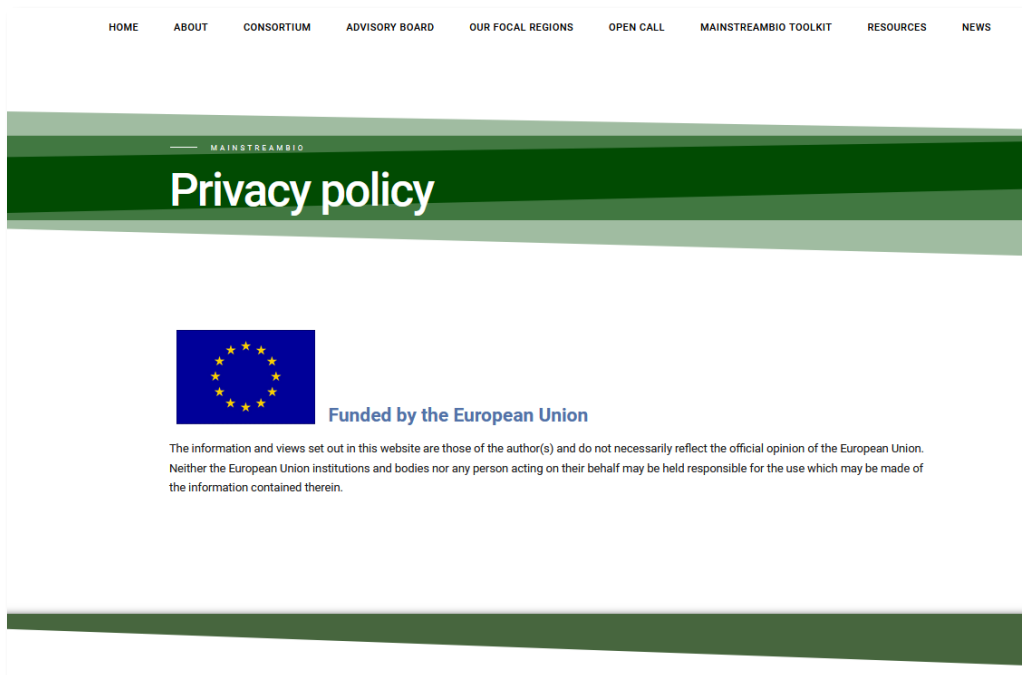 HOME ABOUT CONSORTIUM ADVISORY BOARD OUR FOCAL REGIONS OPEN CALL MAINSTREAMBIO TOOLKIT RESOURCES NEWS
MAINSTREAMBIO
Privacy policy
Funded by the European Union
The information and views set out in this website are those of the author(s) and do not necessarily reflect the official opinion of the European Union.
Neither the European Union institutions and bodies nor any person acting on their behalf may be held responsible for the use which may be made of
the information contained therein.